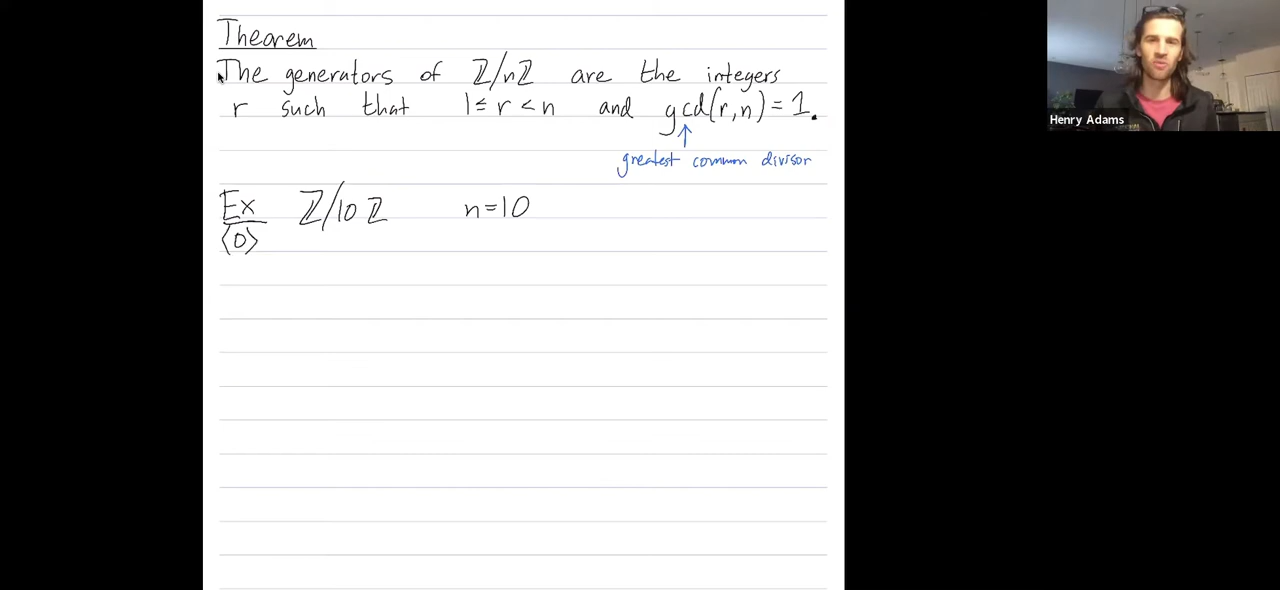 Theorem
The generators of ℤ/nℤ are the integers
r such that 1 ≤ r < n and gcd(r,n) = 1.
↑
greatest common divisor
Ex ℤ/10ℤ n=10
⟨0⟩
Henry Adams